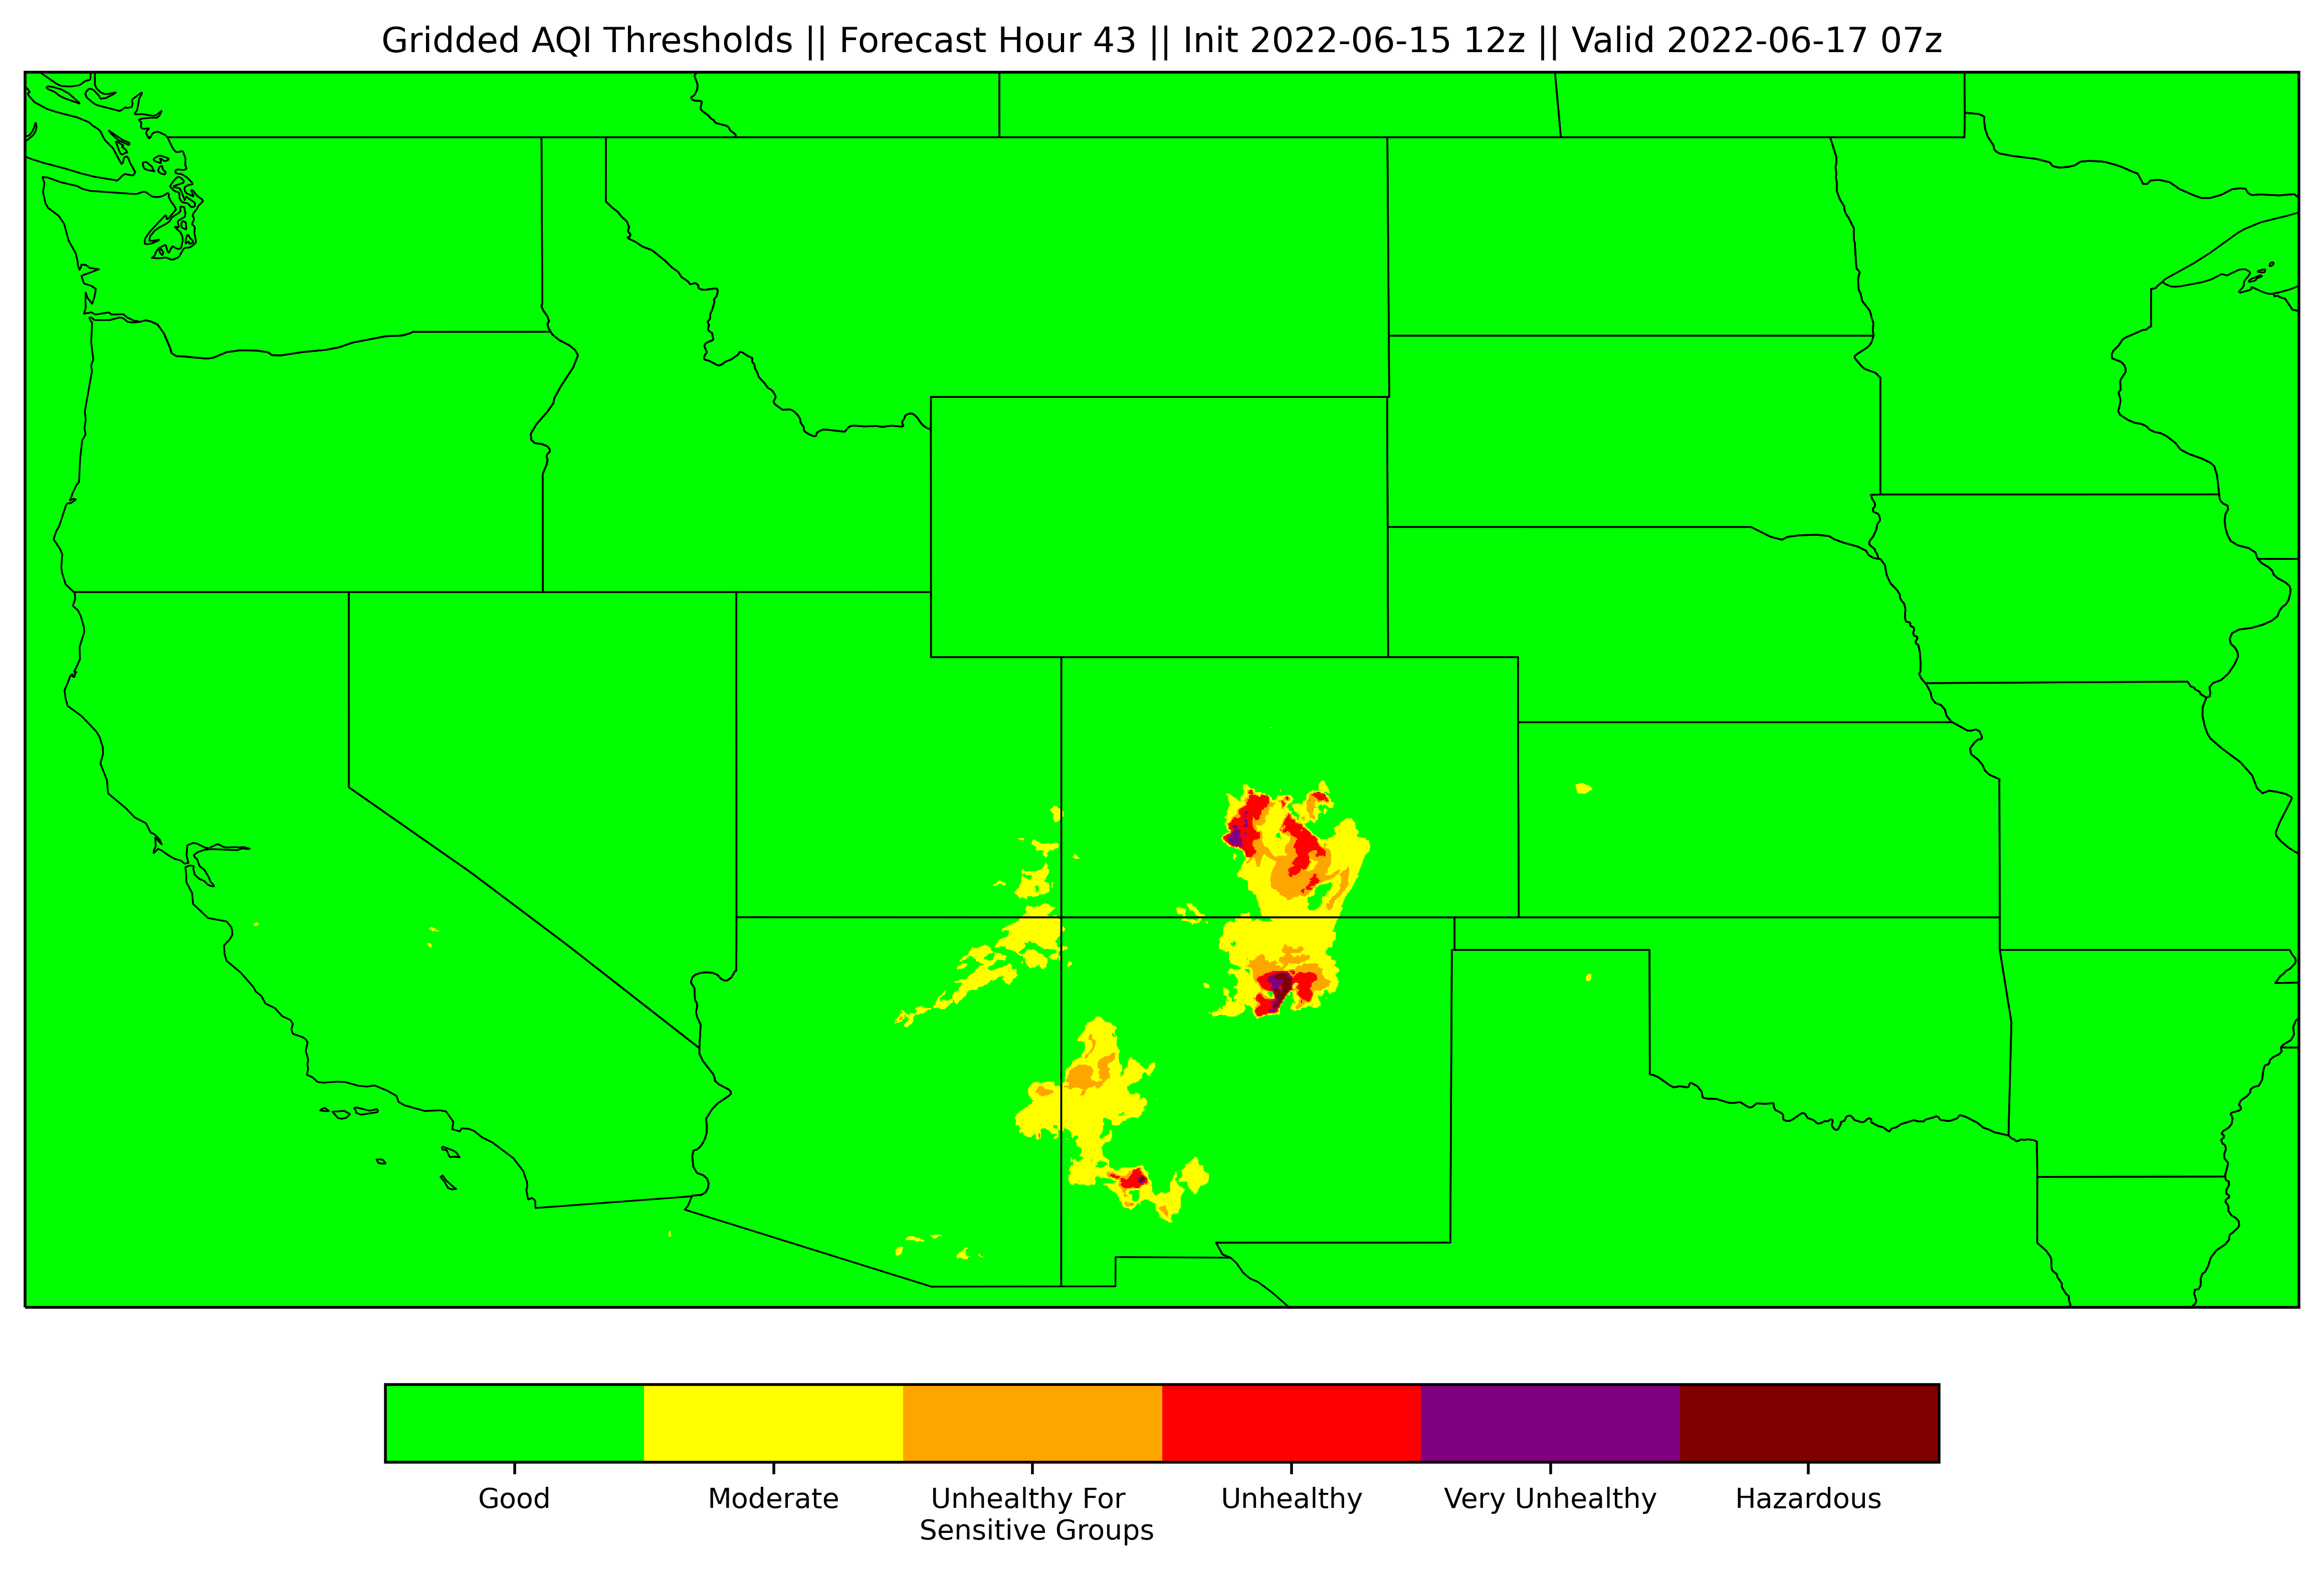 Gridded AQI Thresholds || Forecast Hour 43 || Init 2022-06-15 12z || Valid 2022-06-17 07z
Good
Moderate
Unhealthy For
Sensitive Groups
Unhealthy
Very Unhealthy
Hazardous